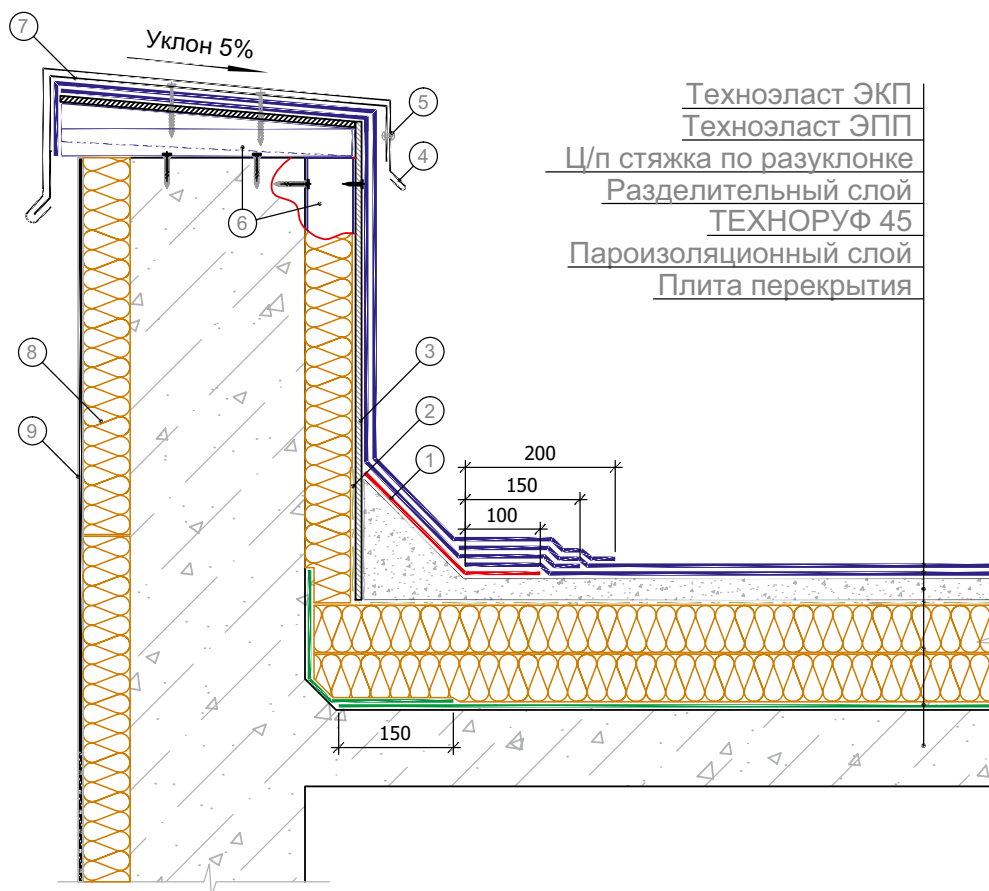 7
Уклон 5%
5
4
6
Техноэласт ЭКП
Техноэласт ЭПП
Ц/п стяжка по разуклонке
Разделительный слой
ТЕХНОРУФ 45
Пароизоляционный слой
Плита перекрытия
8
9
3
2
1
200
150
100
150